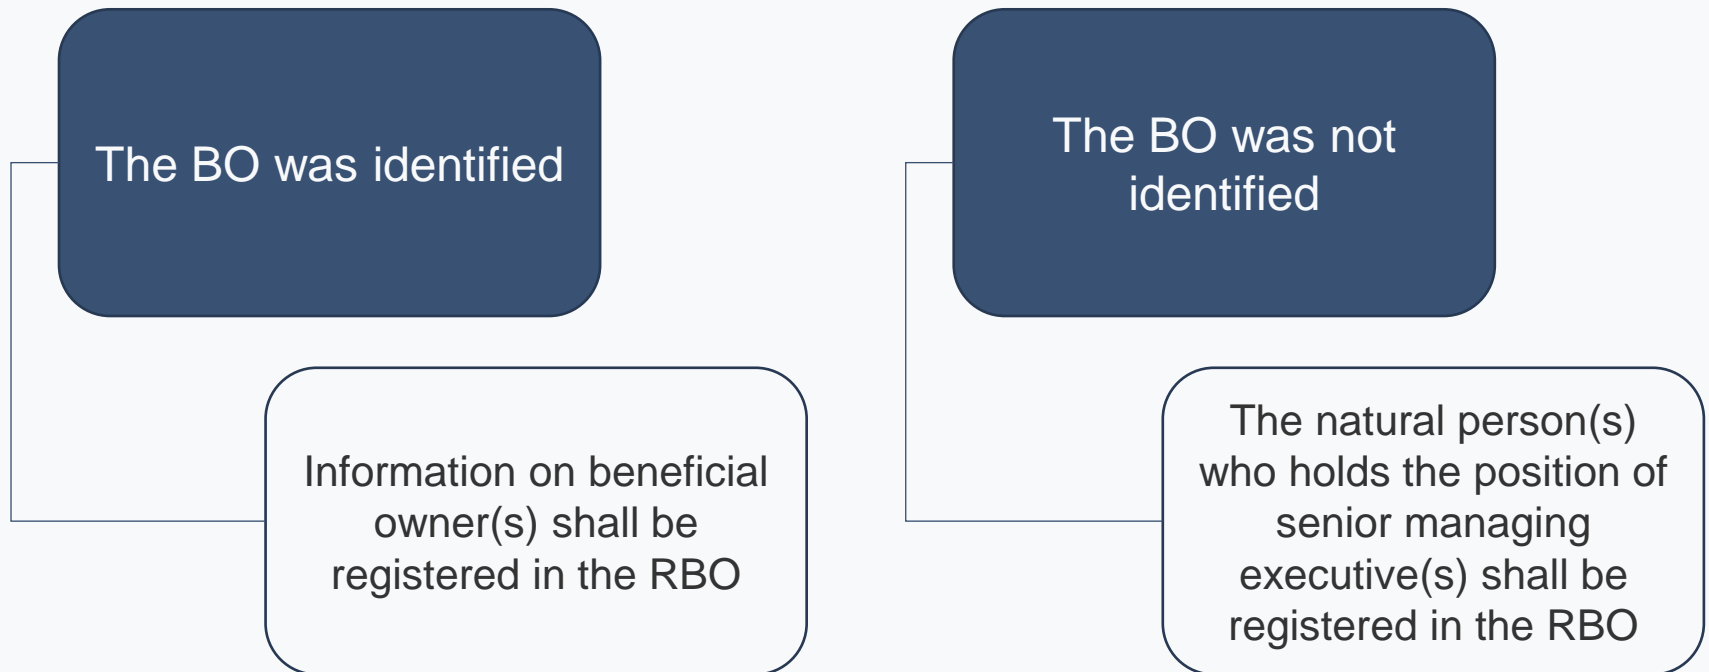 The BO was identified
Information on beneficial
owner(s) shall be
registered in the RBO
The BO was not
identified
The natural person(s)
who holds the position of
senior managing
executive(s) shall be
registered in the RBO